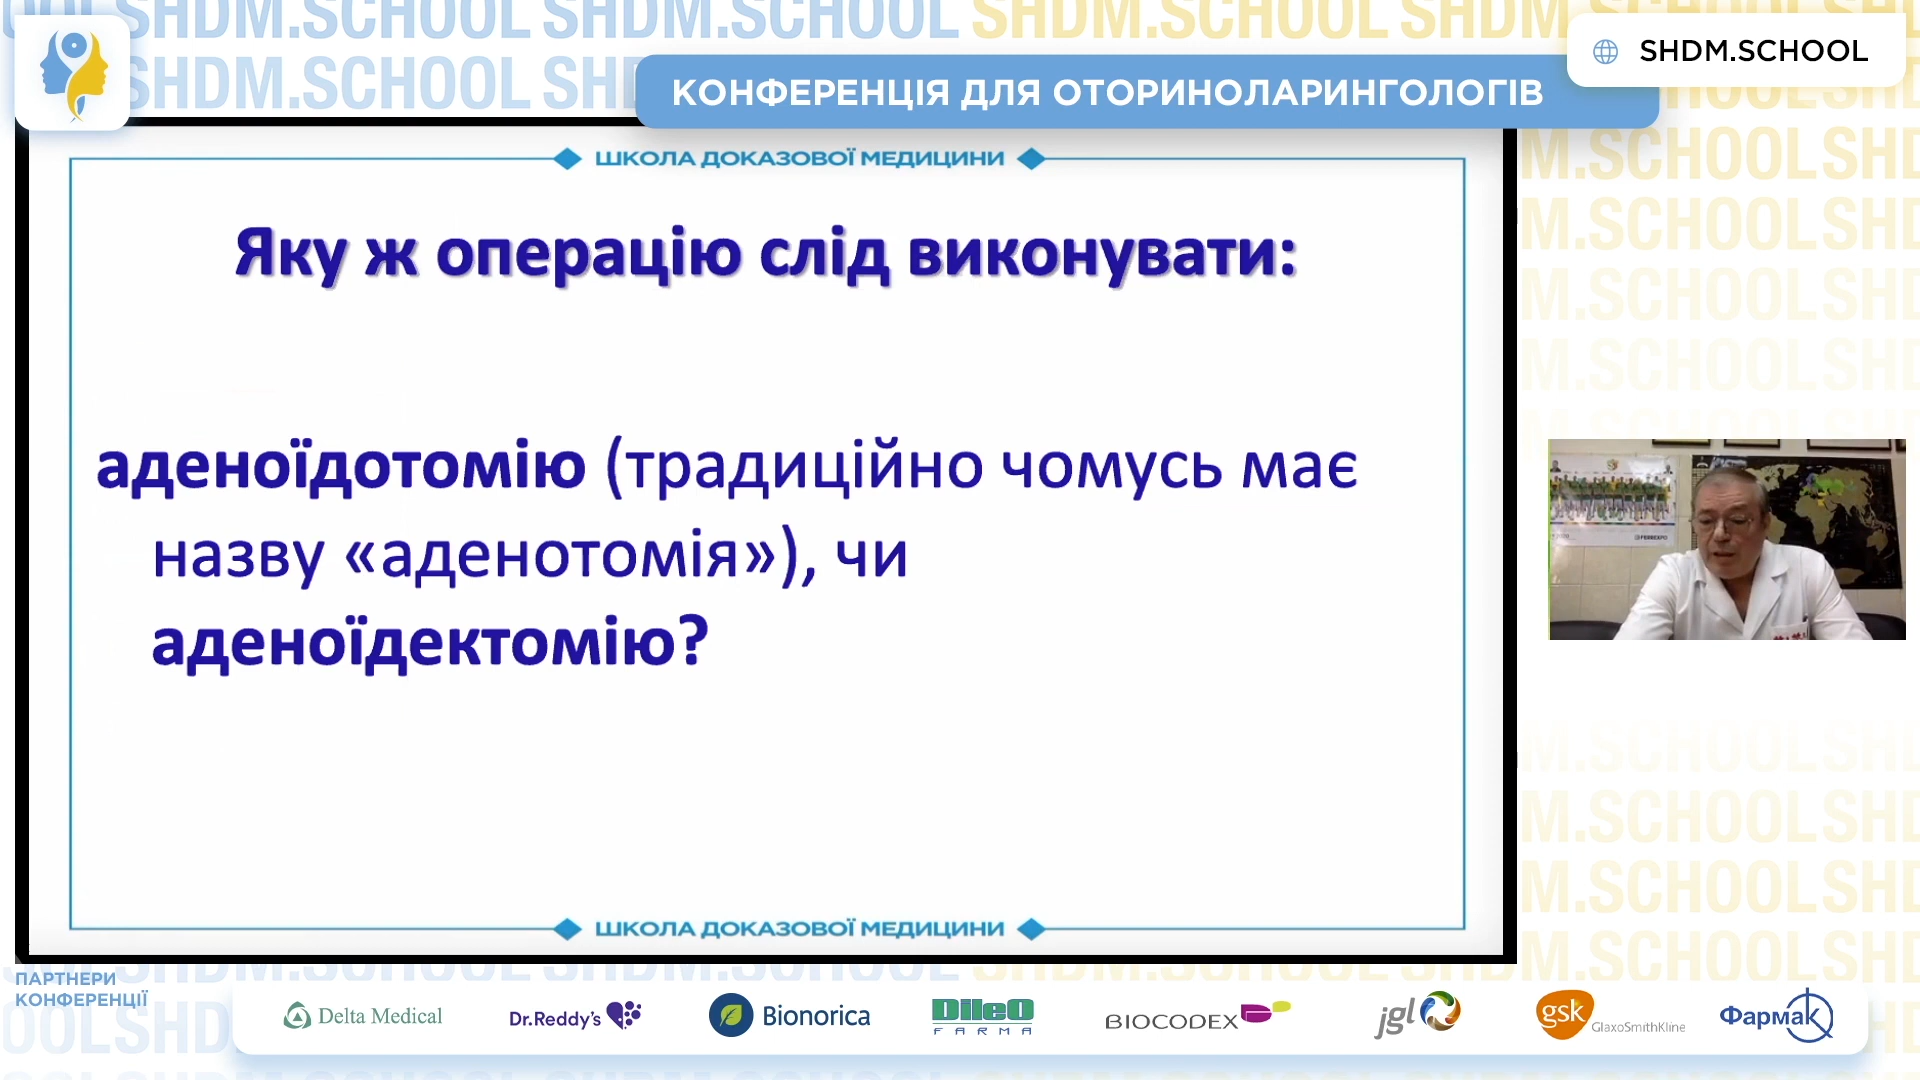 SHDM.SCHOOL
КОНФЕРЕНЦІЯ ДЛЯ ОТОРИНОЛАРИНГОЛОГІВ
ШКОЛА ДОКАЗОВОЇ МЕДИЦИНИ
Яку ж операцію слід виконувати:
аденоїдотомію (традиційно чомусь має
назву «аденотомія»), чи
аденоїдектомію?
ШКОЛА ДОКАЗОВОЇ МЕДИЦИНИ
ПАРТНЕРИ
КОНФЕРЕНЦІЇ
Delta Medical
Dr.Reddy's
Bionorica
DileO
FARMA
BIOCODEX
jgl
gsk
GlaxoSmithKline
Фармак